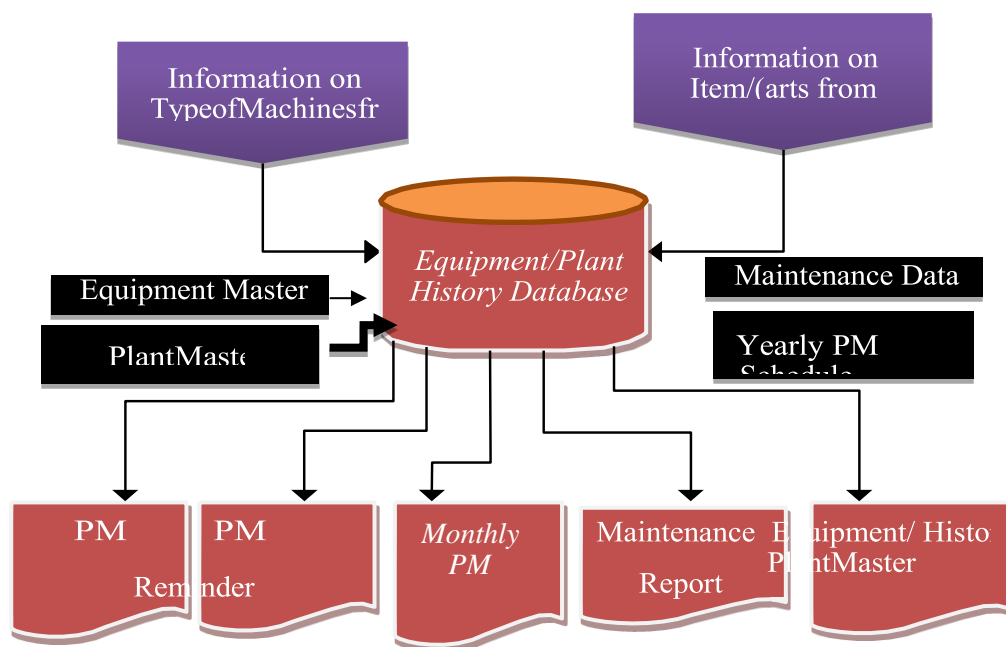 Information on
TypeofMachinesfr
Information on
Item/(arts from
Equipment/Plant
History Database
Equipment Master
PlantMaste
Maintenance Data
Yearly PM
Schedule
PM
PM
Reminder
Monthly
PM
Maintenance
Report
Equipment/ Histo
PlantMaster